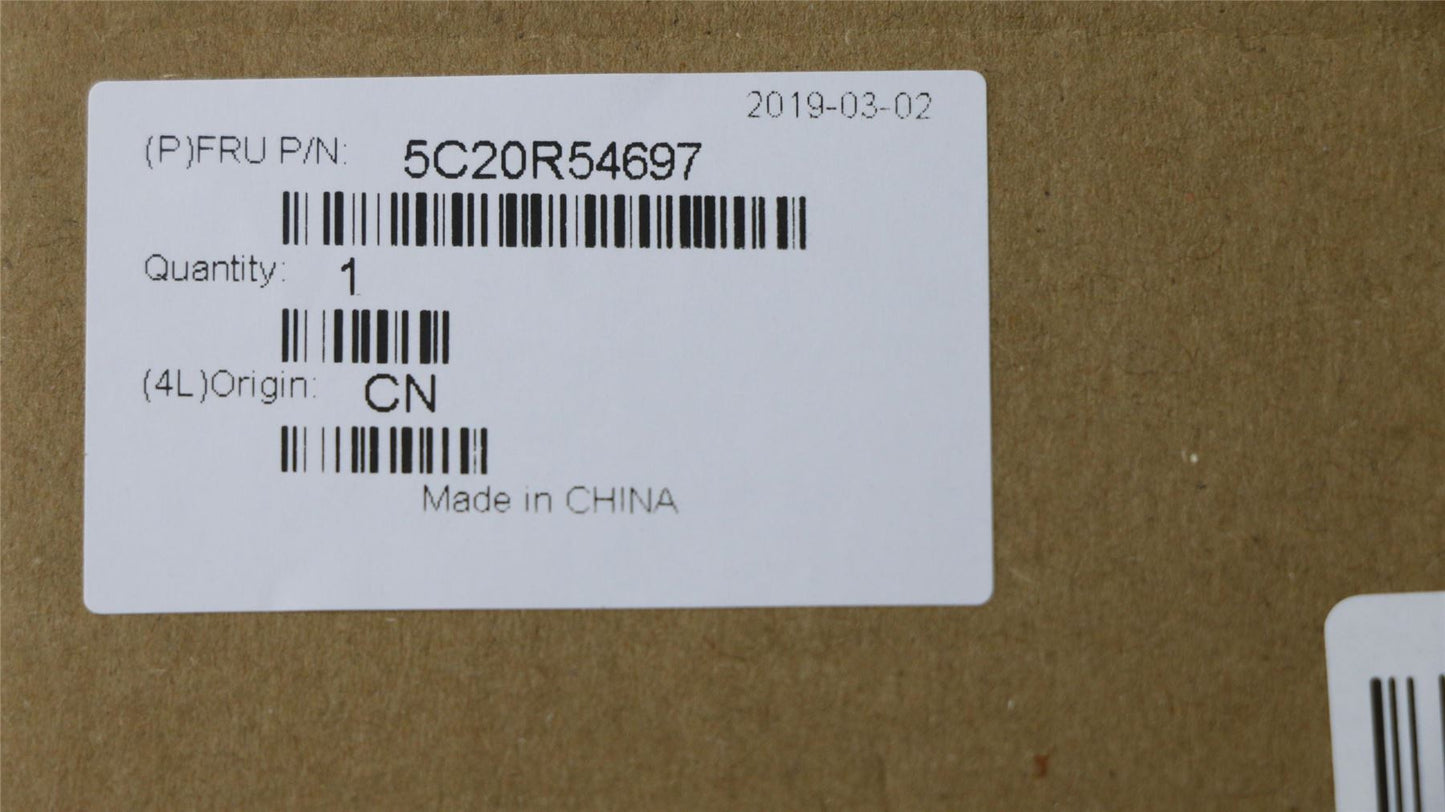 2019-03-02
(P)FRU P/N: 5C20R54697
Quantity: 1
(4L)Origin: CN
Made in CHINA